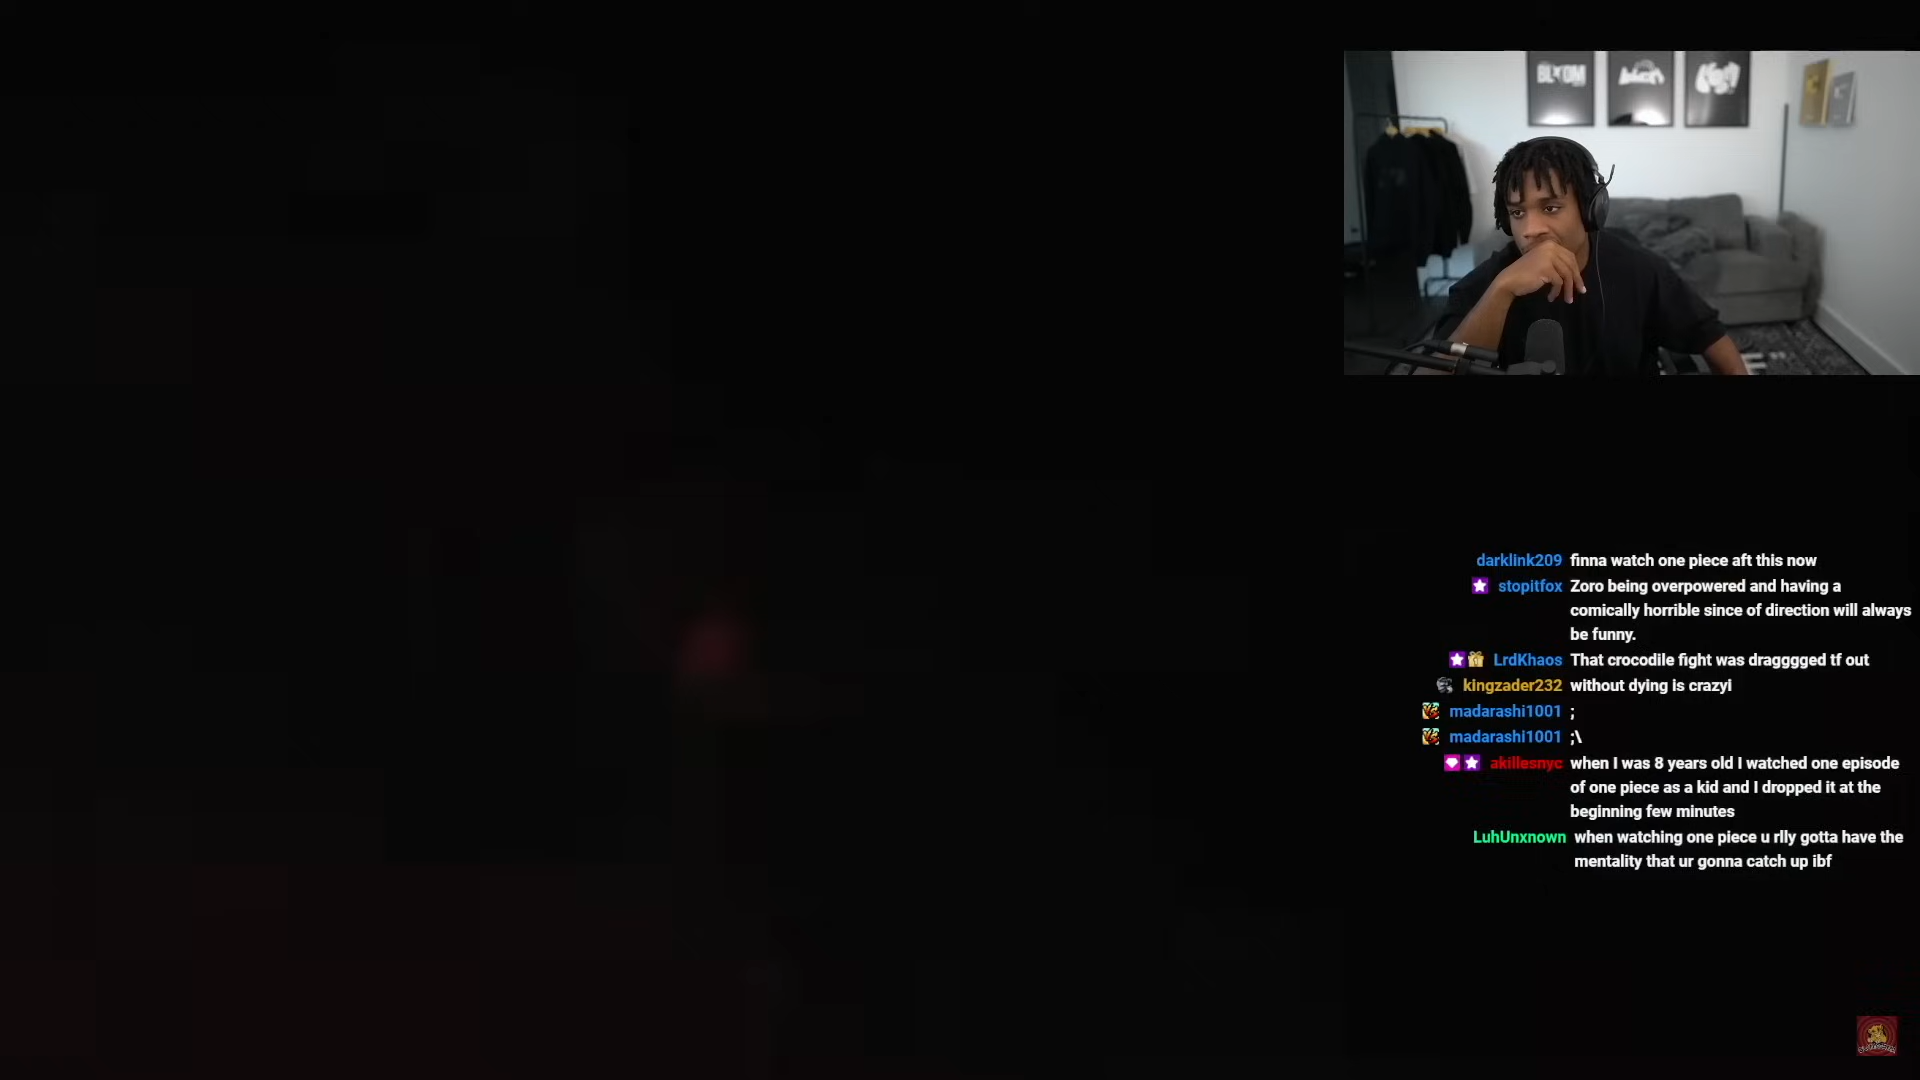 BLXOM
darklink209 finna watch one piece aft this now
stopitfox Zoro being overpowered and having a
comically horrible since of direction will always
be funny.
LrdKhaos That crocodile fight was dragggged tf out
kingzader232 without dying is crazyi
madarashi1001 ;
madarashi1001 ;\
akillesnyc when I was 8 years old I watched one episode
of one piece as a kid and I dropped it at the
beginning few minutes
LuhUnxnown when watching one piece u rlly gotta have the
mentality that ur gonna catch up ibf